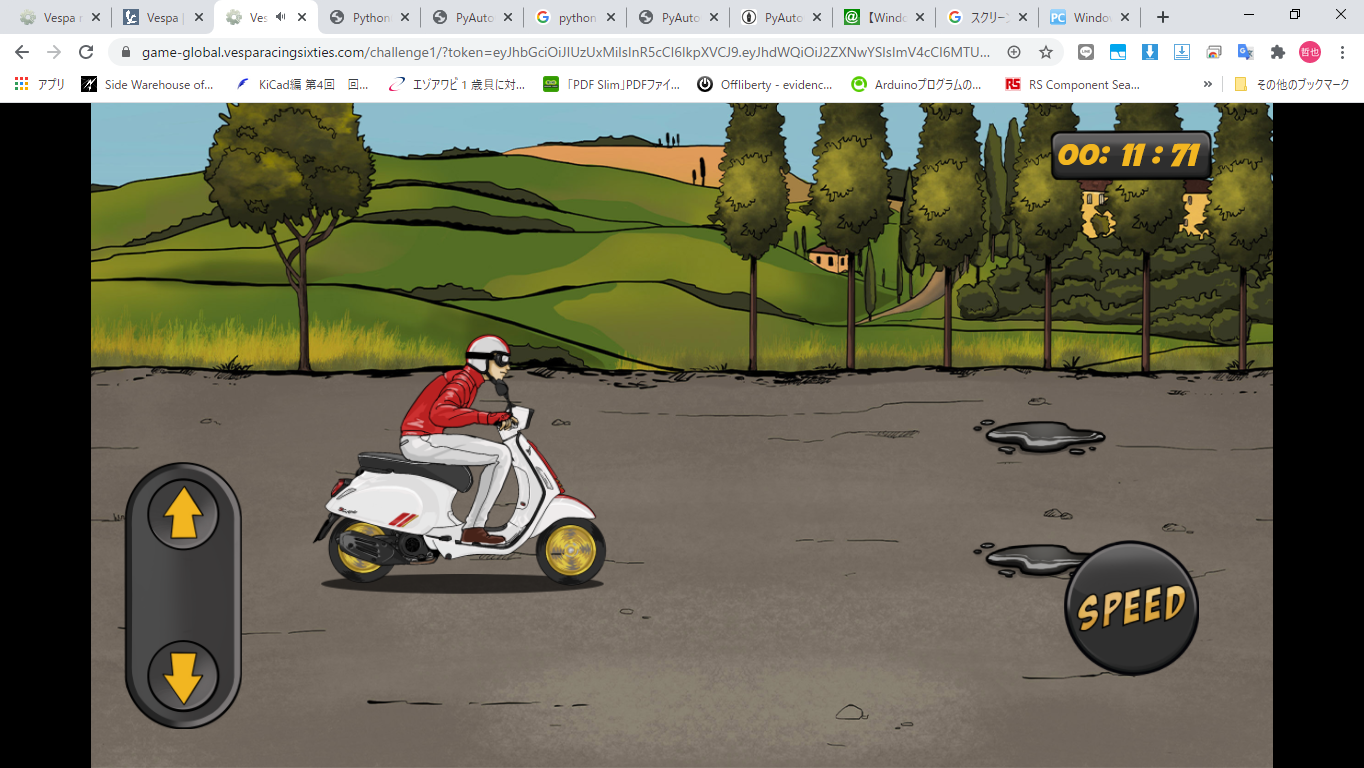 Vespa r
Vespa |
Ves
Python
PyAuto
python
PyAuto
PyAuto
【Windo
スクリーン
Window
game-global.vesparacingsixties.com/challenge1/?token=eyJhbGciOiJIUzUxMiIsInR5cCI6IkpXVCJ9.eyJhdWQiOiJ2ZXNwYSIsImV4cCI6MTU...
哲也
アプリ
Side Warehouse of...
KiCad編 第4回 回...
エゾアワビ 1 歳貝に対...
「PDF Slim」PDFファイ...
Offliberty - evidenc...
Arduinoプログラムの...
RS Component Sea...
»
その他のブックマーク
00: 11 : 71
SPEED